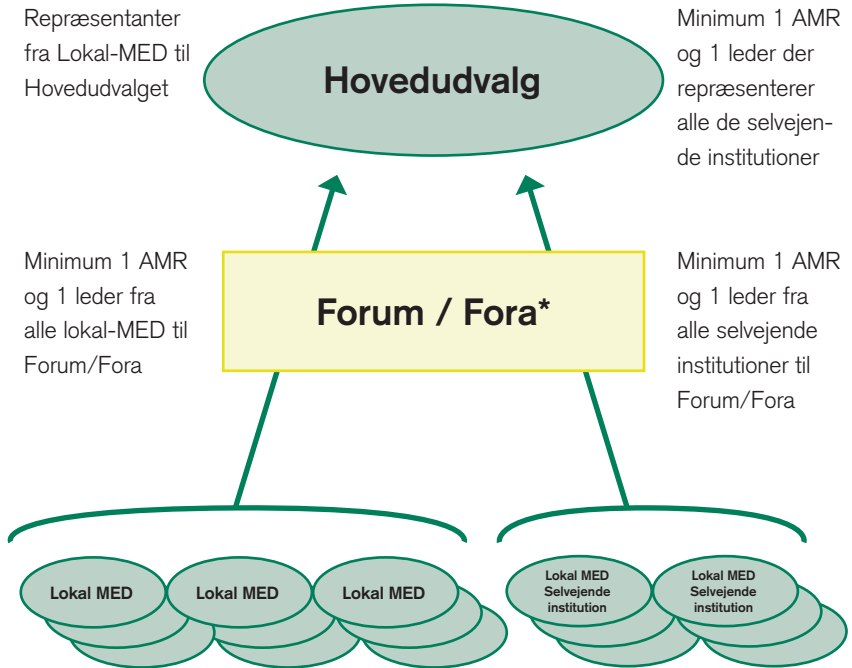 Repræsentanter
fra Lokal-MED til
Hovedudvalget
Hovedudvalg
Minimum 1 AMR
og 1 leder der
repræsenterer
alle de selvejen-
de institutioner
Minimum 1 AMR
og 1 leder fra
alle lokal-MED til
Forum/Fora
Forum / Fora*
Minimum 1 AMR
og 1 leder fra
alle selvejende
institutioner til
Forum/Fora
Lokal MED
Lokal MED
Lokal MED
Lokal MED
Selvejende
institution
Lokal MED
Selvejende
institution